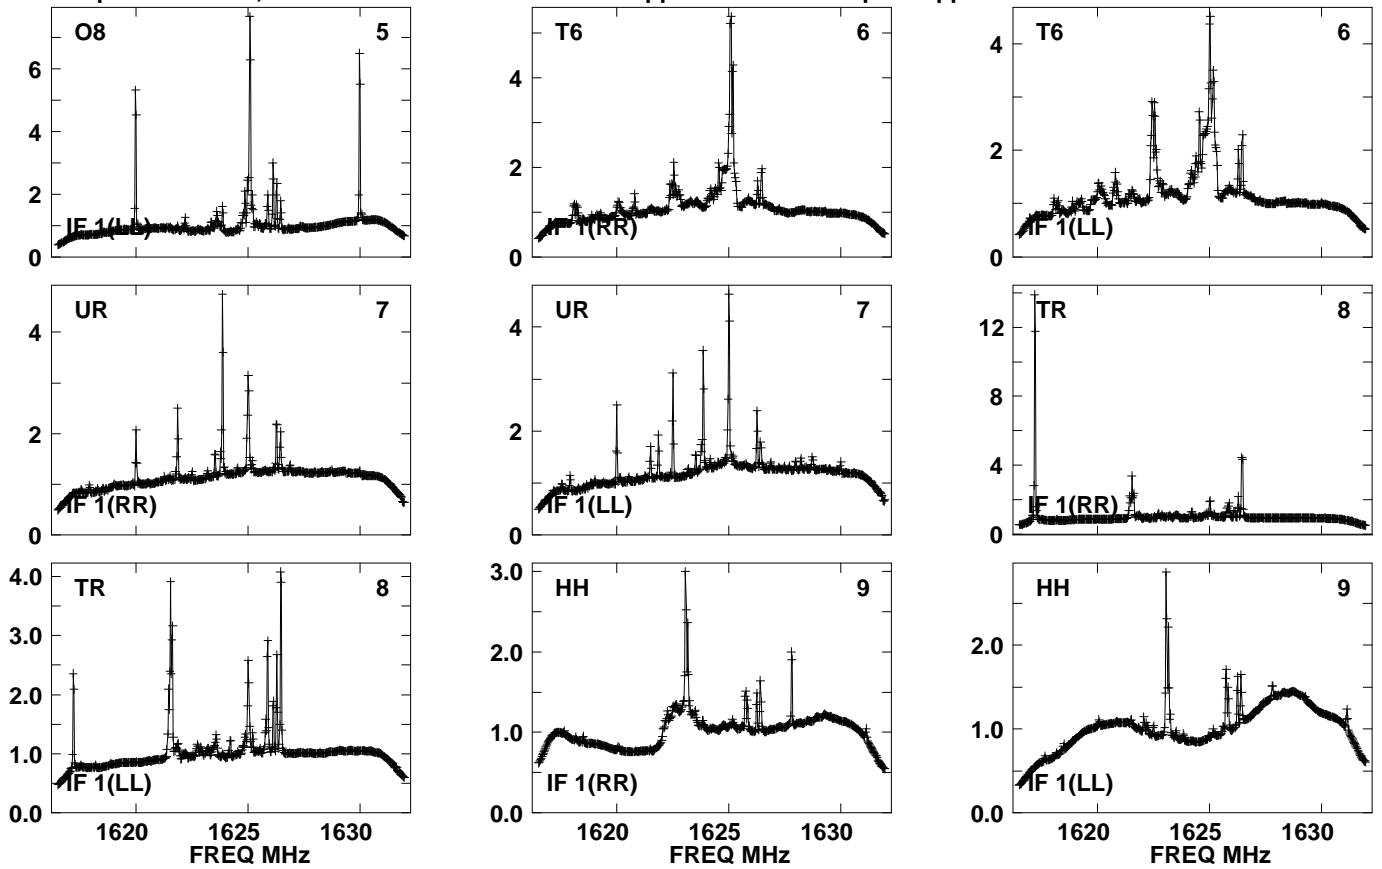 O8 5
6
4
2
0
IF 1(LL)
T6 6
4
2
0
IF 1(RR)
T6 6
4
2
0
IF 1(LL)
UR 7
4
2
0
IF 1(RR)
UR 7
4
2
0
IF 1(LL)
TR 8
12
8
4
0
IF 1(RR)
TR 8
4.0
3.0
2.0
1.0
0.0
IF 1(LL)
1620 1625 1630
FREQ MHz
HH 9
3.0
2.0
1.0
0.0
IF 1(RR)
1620 1625 1630
FREQ MHz
HH 9
2.0
1.0
0.0
IF 1(LL)
1620 1625 1630
FREQ MHz